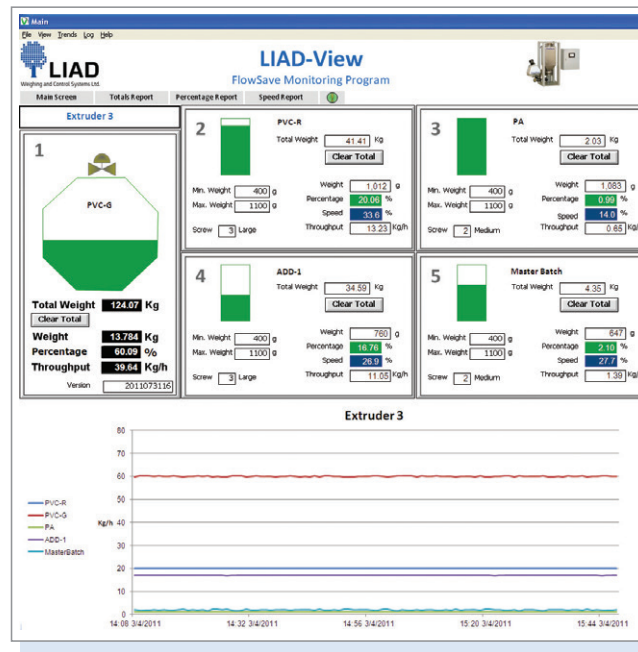 Main
File View Trends Log Help
LIAD
Weighing and Control Systems Ltd.
LIAD-View
FlowSave Monitoring Program
Main Screen Totals Report Percentage Report Speed Report
Extruder 3
1
PVC-G
Total Weight 124.07 Kg
Clear Total
Weight 13.784 Kg
Percentage 60.09 %
Throughput 39.64 Kg/h
Version 2011073116
2
PVC-R
Total Weight 41.41 Kg
Clear Total
Min. Weight 400 g
Max. Weight 1100 g
Screw 3 Large
Weight 1,012 g
Percentage 20.06 %
Speed 33.6 %
Throughput 13.23 Kg/h
3
PA
Total Weight 2.03 Kg
Clear Total
Min. Weight 400 g
Max. Weight 1100 g
Screw 2 Medium
Weight 1,083 g
Percentage 0.99 %
Speed 14.0 %
Throughput 0.65 Kg/h
4
ADD-1
Total Weight 34.59 Kg
Clear Total
Min. Weight 400 g
Max. Weight 1100 g
Screw 3 Large
Weight 760 g
Percentage 16.76 %
Speed 26.9 %
Throughput 11.05 Kg/h
5
Master Batch
Total Weight 4.35 Kg
Clear Total
Min. Weight 400 g
Max. Weight 1100 g
Screw 2 Medium
Weight 647 g
Percentage 2.10 %
Speed 27.7 %
Throughput 1.39 Kg/
Extruder 3
80
70
60
50
Kg/h 40
30
20
10
0
PVC-R
PVC-G
PA
ADD-1
MasterBatch
14:08 3/4/2011 14:32 3/4/2011 14:56 3/4/2011 15:20 3/4/2011 15:44 3/4/2011